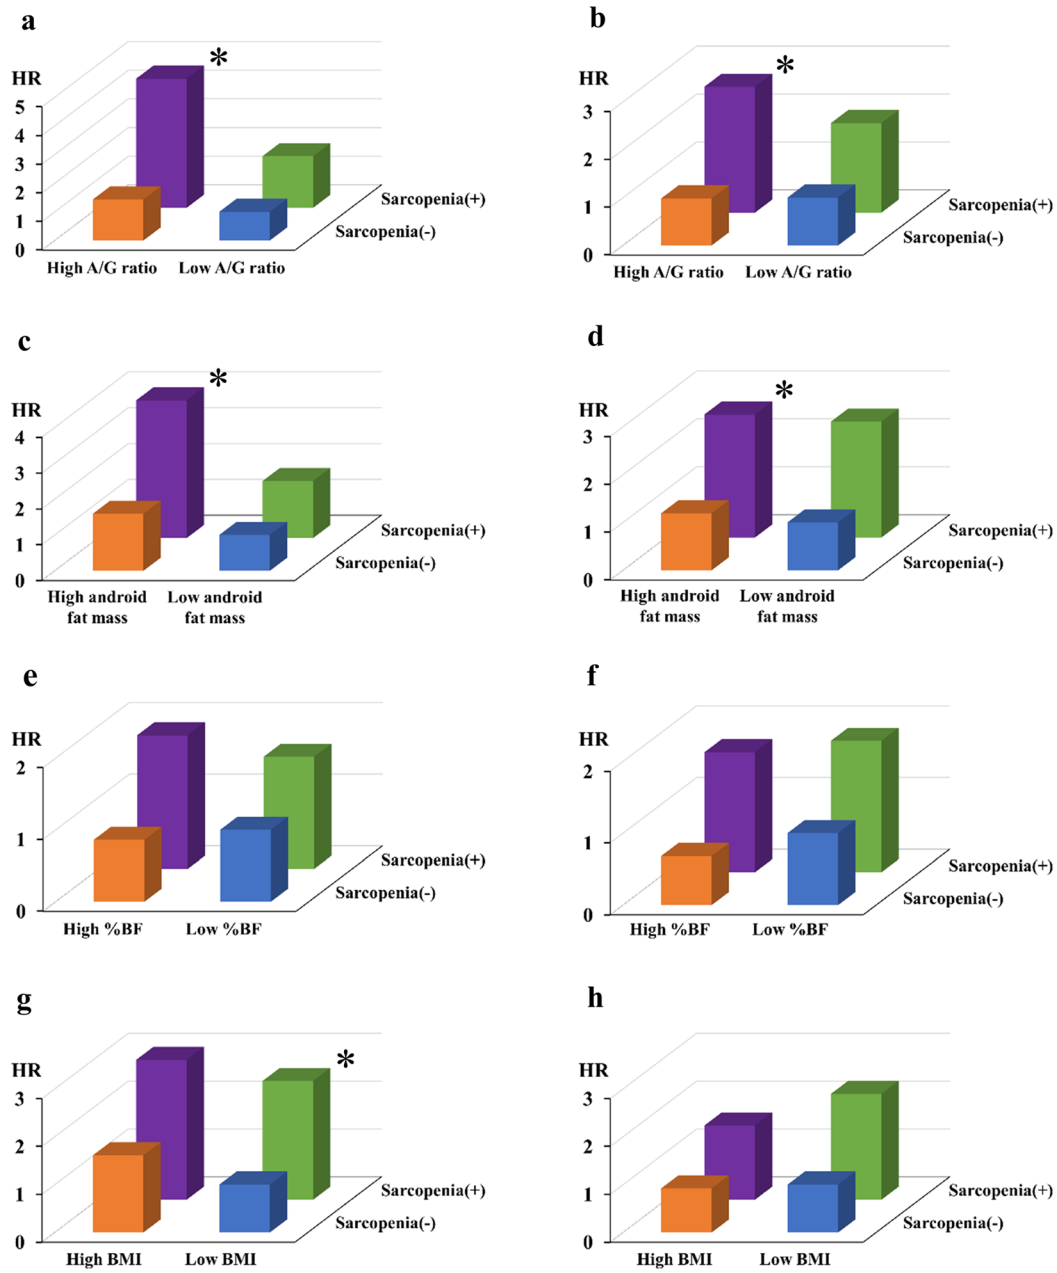 a
HR
*
5
4
3
2
1
0
Sarcopenia(+)
Sarcopenia(-)
High A/G ratio
Low A/G ratio
b
HR
*
3
2
1
0
Sarcopenia(+)
Sarcopenia(-)
High A/G ratio
Low A/G ratio
c
HR
*
4
3
2
1
0
Sarcopenia(+)
Sarcopenia(-)
High android
fat mass
Low android
fat mass
d
HR
*
3
2
1
0
Sarcopenia(+)
Sarcopenia(-)
High android
fat mass
Low android
fat mass
e
HR
2
1
0
Sarcopenia(+)
Sarcopenia(-)
High %BF
Low %BF
f
HR
2
1
0
Sarcopenia(+)
Sarcopenia(-)
High %BF
Low %BF
g
HR
*
3
2
1
0
Sarcopenia(+)
Sarcopenia(-)
High BMI
Low BMI
h
HR
3
2
1
0
Sarcopenia(+)
Sarcopenia(-)
High BMI
Low BMI